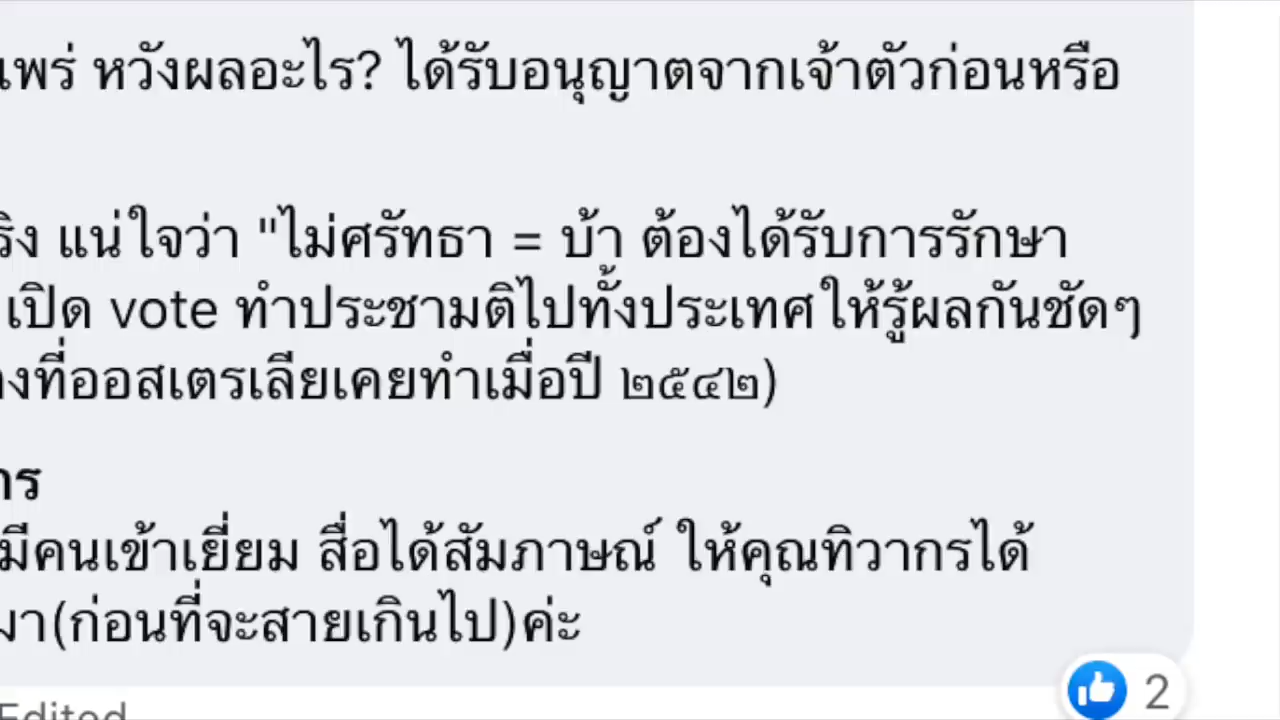 เพร่ หวังผลอะไร? ได้รับอนุญาตจากเจ้าตัวก่อนหรือ
ริง แน่ใจว่า "ไม่ศรัทธา = บ้า ต้องได้รับการรักษา
เปิด vote ทำประชามติไปทั้งประเทศให้รู้ผลกันชัดๆ
งที่ออสเตรเลียเคยทำเมื่อปี ๒๕๔๒)
าร
มีคนเข้าเยี่ยม สื่อได้สัมภาษณ์ ให้คุณทิวากรได้
มา(ก่อนที่จะสายเกินไป)ค่ะ
Edited
2